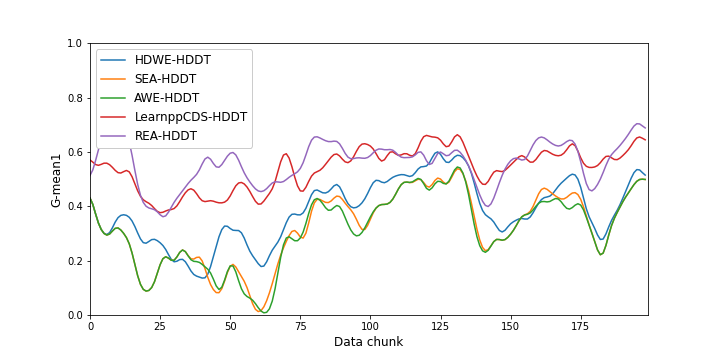 1.0
0.8
0.6
0.4
0.2
0.0
G-mean1
HDWE-HDDT
SEA-HDDT
AWE-HDDT
LearnppCDS-HDDT
REA-HDDT
0 25 50 75 100 125 150 175
Data chunk